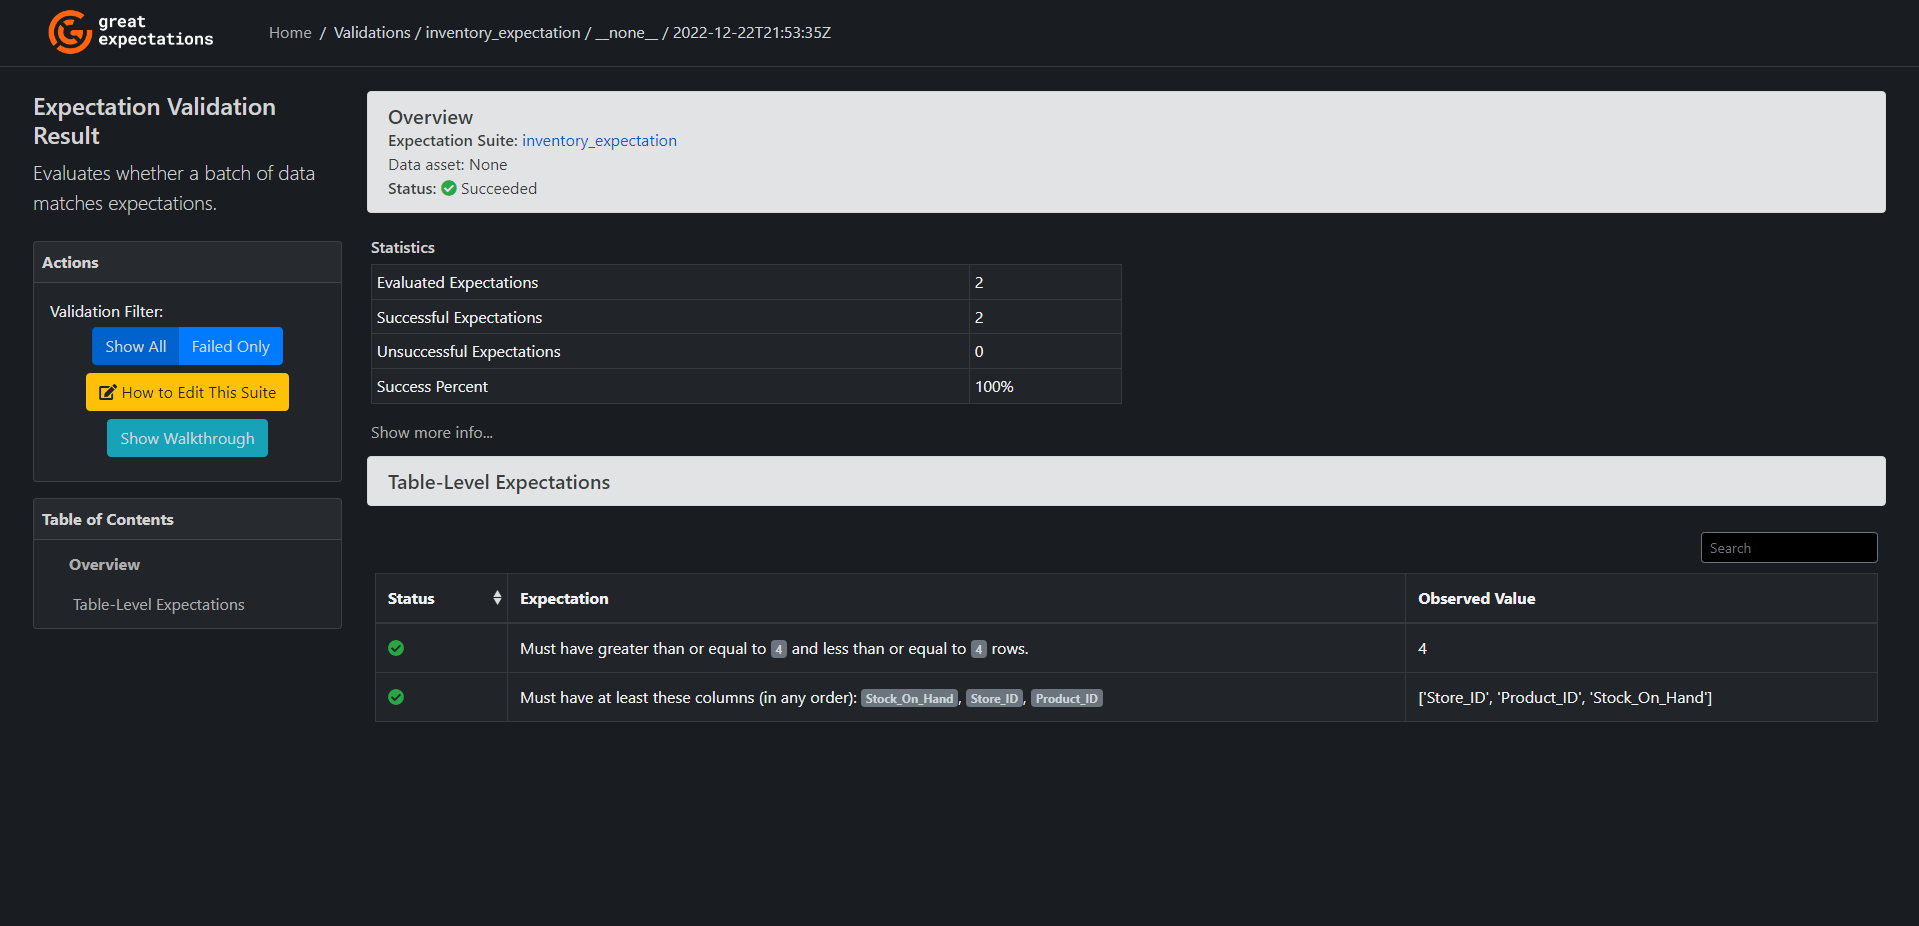 great
expectations
Home / Validations / inventory_expectation / __none__ / 2022-12-22T21:53:35Z
Expectation Validation
Result
Evaluates whether a batch of data
matches expectations.
Actions
Validation Filter:
Show All Failed Only
How to Edit This Suite
Show Walkthrough
Table of Contents
Overview
Table-Level Expectations
Overview
Expectation Suite: inventory_expectation
Data asset: None
Status: Succeeded
Statistics
Evaluated Expectations 2
Successful Expectations 2
Unsuccessful Expectations 0
Success Percent 100%
Show more info...
Table-Level Expectations
Search
Status Expectation Observed Value
Must have greater than or equal to 4 and less than or equal to 4 rows. 4
Must have at least these columns (in any order): Stock_On_Hand, Store_ID, Product_ID ['Store_ID', 'Product_ID', 'Stock_On_Hand']